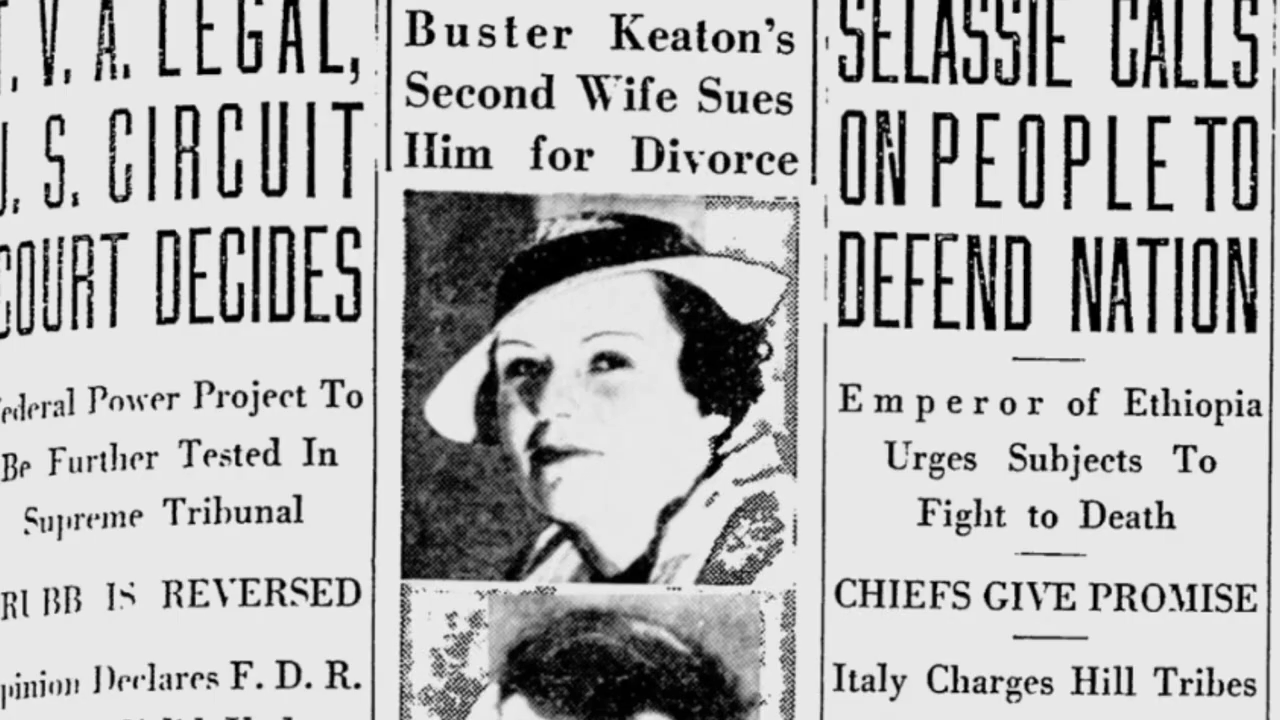 V. A. LEGAL,
S. CIRCUIT
COURT DECIDES
Federal Power Project To
Be Further Tested In
Supreme Tribunal
IS REVERSED
Declares F. D. R.
Buster Keaton's
Second Wife Sues
Him for Divorce
SELASSIE CALLS
ON PEOPLE TO
DEFEND NATION
Emperor of Ethiopia
Urges Subjects To
Fight to Death
CHIEFS GIVE PROMISE
Italy Charges Hill Tribes